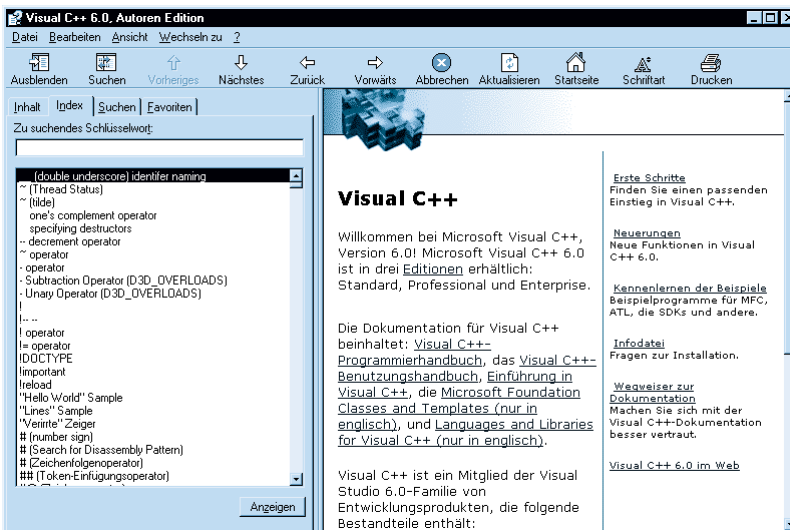 Visual C++ 6.0, Autoren Edition
Datei Bearbeiten Ansicht Wechseln zu ?
Ausblenden Suchen Vorheriges Nächstes Zurück Vorwärts Abbrechen Aktualisieren Startseite Schriftart Drucken
Inhalt Index Suchen Favoriten
Zu suchendes Schlüsselwort:
__ (double underscore) identifer naming
~ (Thread Status)
~ (tilde)
one's complement operator
specifying destructors
-- decrement operator
~ operator
- operator
- Subtraction Operator (D3D_OVERLOADS)
- Unary Operator (D3D_OVERLOADS)
!
!-- --
! operator
!= operator
!DOCTYPE
!important
!reload
"Hello World" Sample
"Lines" Sample
"Verirrte" Zeiger
# (number sign)
# (Search for Disassembly Pattern)
# (Zeichenfolgenoperator)
## (Token-Einfügungsoperator)
Anzeigen
Visual C++
Willkommen bei Microsoft Visual C++,
Version 6.0! Microsoft Visual C++ 6.0
ist in drei Editionen erhältlich:
Standard, Professional und Enterprise.
Die Dokumentation für Visual C++
beinhaltet: Visual C++-
Programmierhandbuch, das Visual C++-
Benutzungshandbuch, Einführung in
Visual C++, die Microsoft Foundation
Classes and Templates (nur in
englisch), und Languages and Libraries
for Visual C++ (nur in englisch).
Visual C++ ist ein Mitglied der Visual
Studio 6.0-Familie von
Entwicklungsprodukten, die folgende
Bestandteile enthält:
Erste Schritte
Finden Sie einen passenden
Einstieg in Visual C++.
Neuerungen
Neue Funktionen in Visual
C++ 6.0.
Kennenlernen der Beispiele
Beispielprogramme für MFC,
ATL, die SDKs und andere.
Infodatei
Fragen zur Installation.
Wegweiser zur
Dokumentation
Machen Sie sich mit der
Visual C++-Dokumentation
besser vertraut.
Visual C++ 6.0 im Web